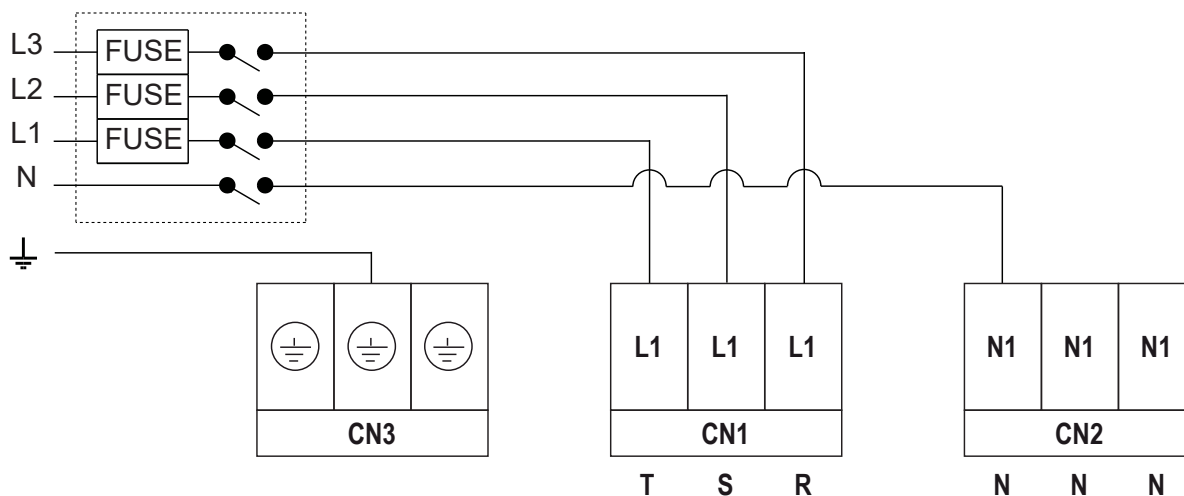 L3 FUSE
L2 FUSE
L1 FUSE
N
L1 L1 L1 N1 N1 N1
CN3 CN1 CN2
T S R N N N